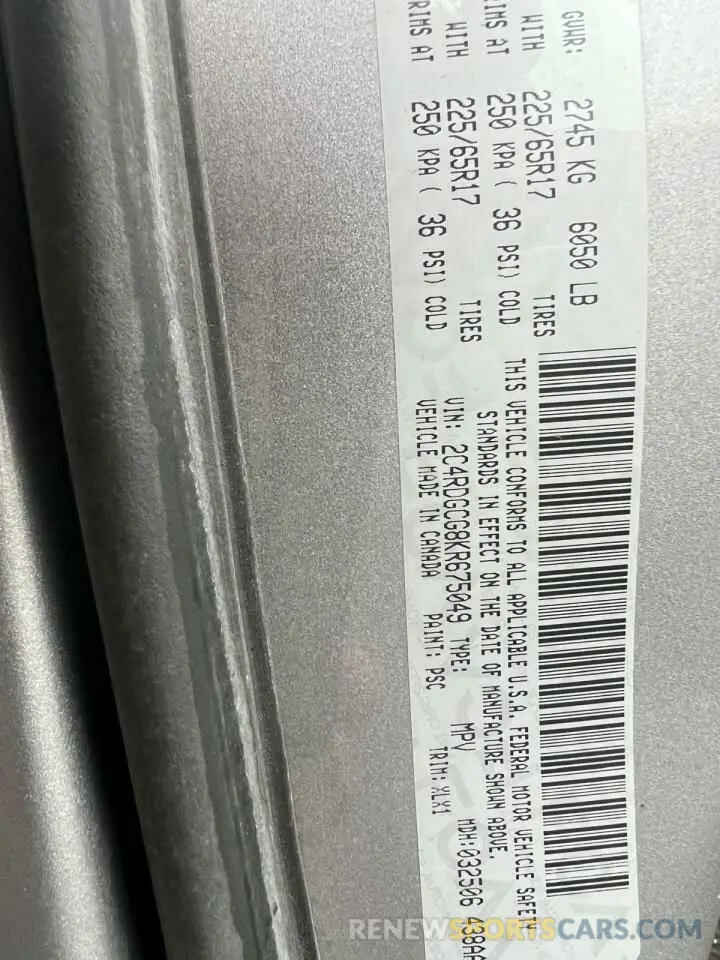 GVWR: 2745 KG 6050 LB
WITH 225/65R17 TIRES
RIMS AT 250 KPA ( 36 PSI) COLD
WITH 225/65R17 TIRES
RIMS AT 250 KPA ( 36 PSI) COLD
THIS VEHICLE CONFORMS TO ALL APPLICABLE U.S.A. FEDERAL MOTOR VEHICLE SAFETY
STANDARDS IN EFFECT ON THE DATE OF MANUFACTURE SHOWN ABOVE.
VIN: 2C4RDGCG8KR675049 TYPE: MPV MDH:032506
VEHICLE MADE IN CANADA PAINT: PSC TRIM: XLX1
RENEWSPORTSCARS.COM